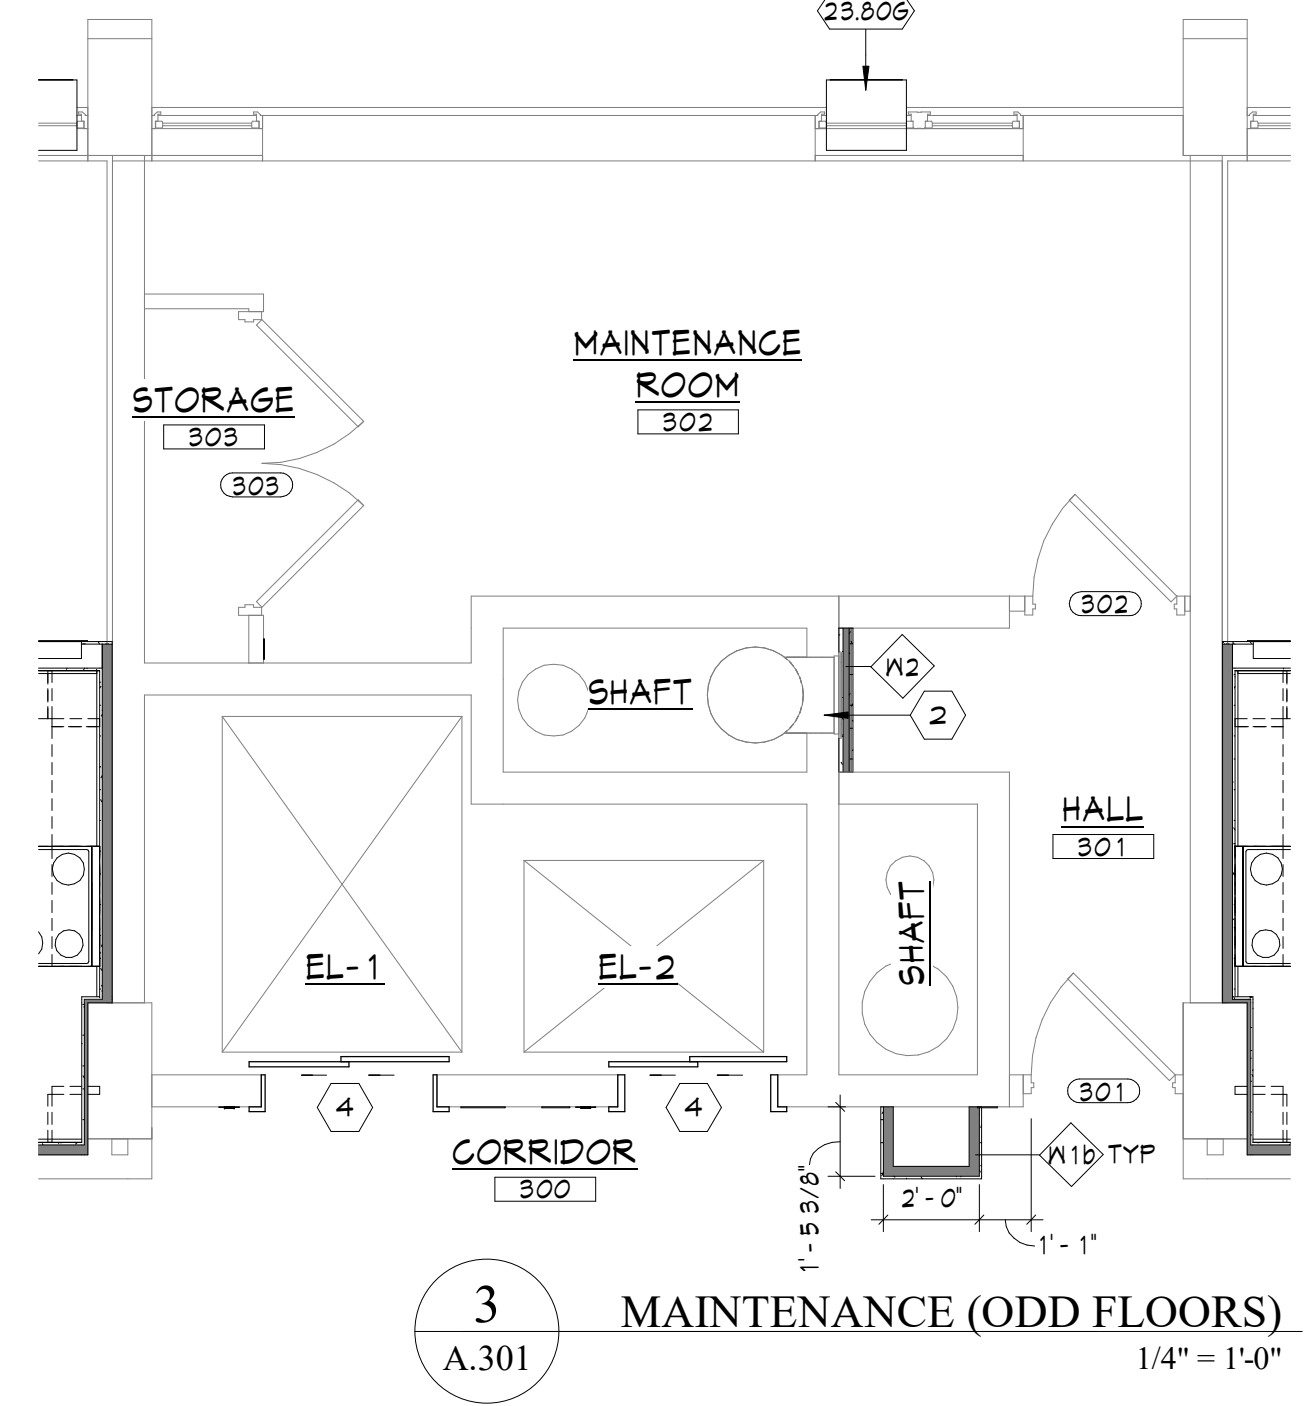 23.80G
MAINTENANCE
ROOM
302
STORAGE
303
303
302
W2
SHAFT
2
HALL
301
SHAFT
EL-1
EL-2
301
4
4
CORRIDOR
300
W1b TYP
1'-5 3/8"
2'-0"
1'-1"
3
A.301
MAINTENANCE (ODD FLOORS)
1/4" = 1'-0"